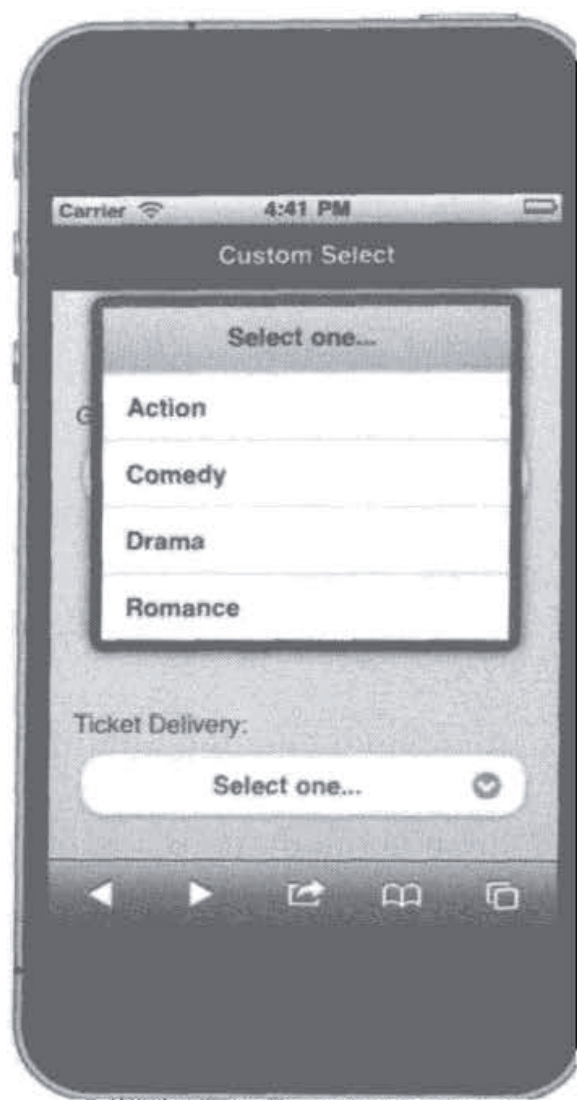 Carrier 4:41 PM
Custom Select
Select one...
Action
Comedy
Drama
Romance
Ticket Delivery:
Select one...